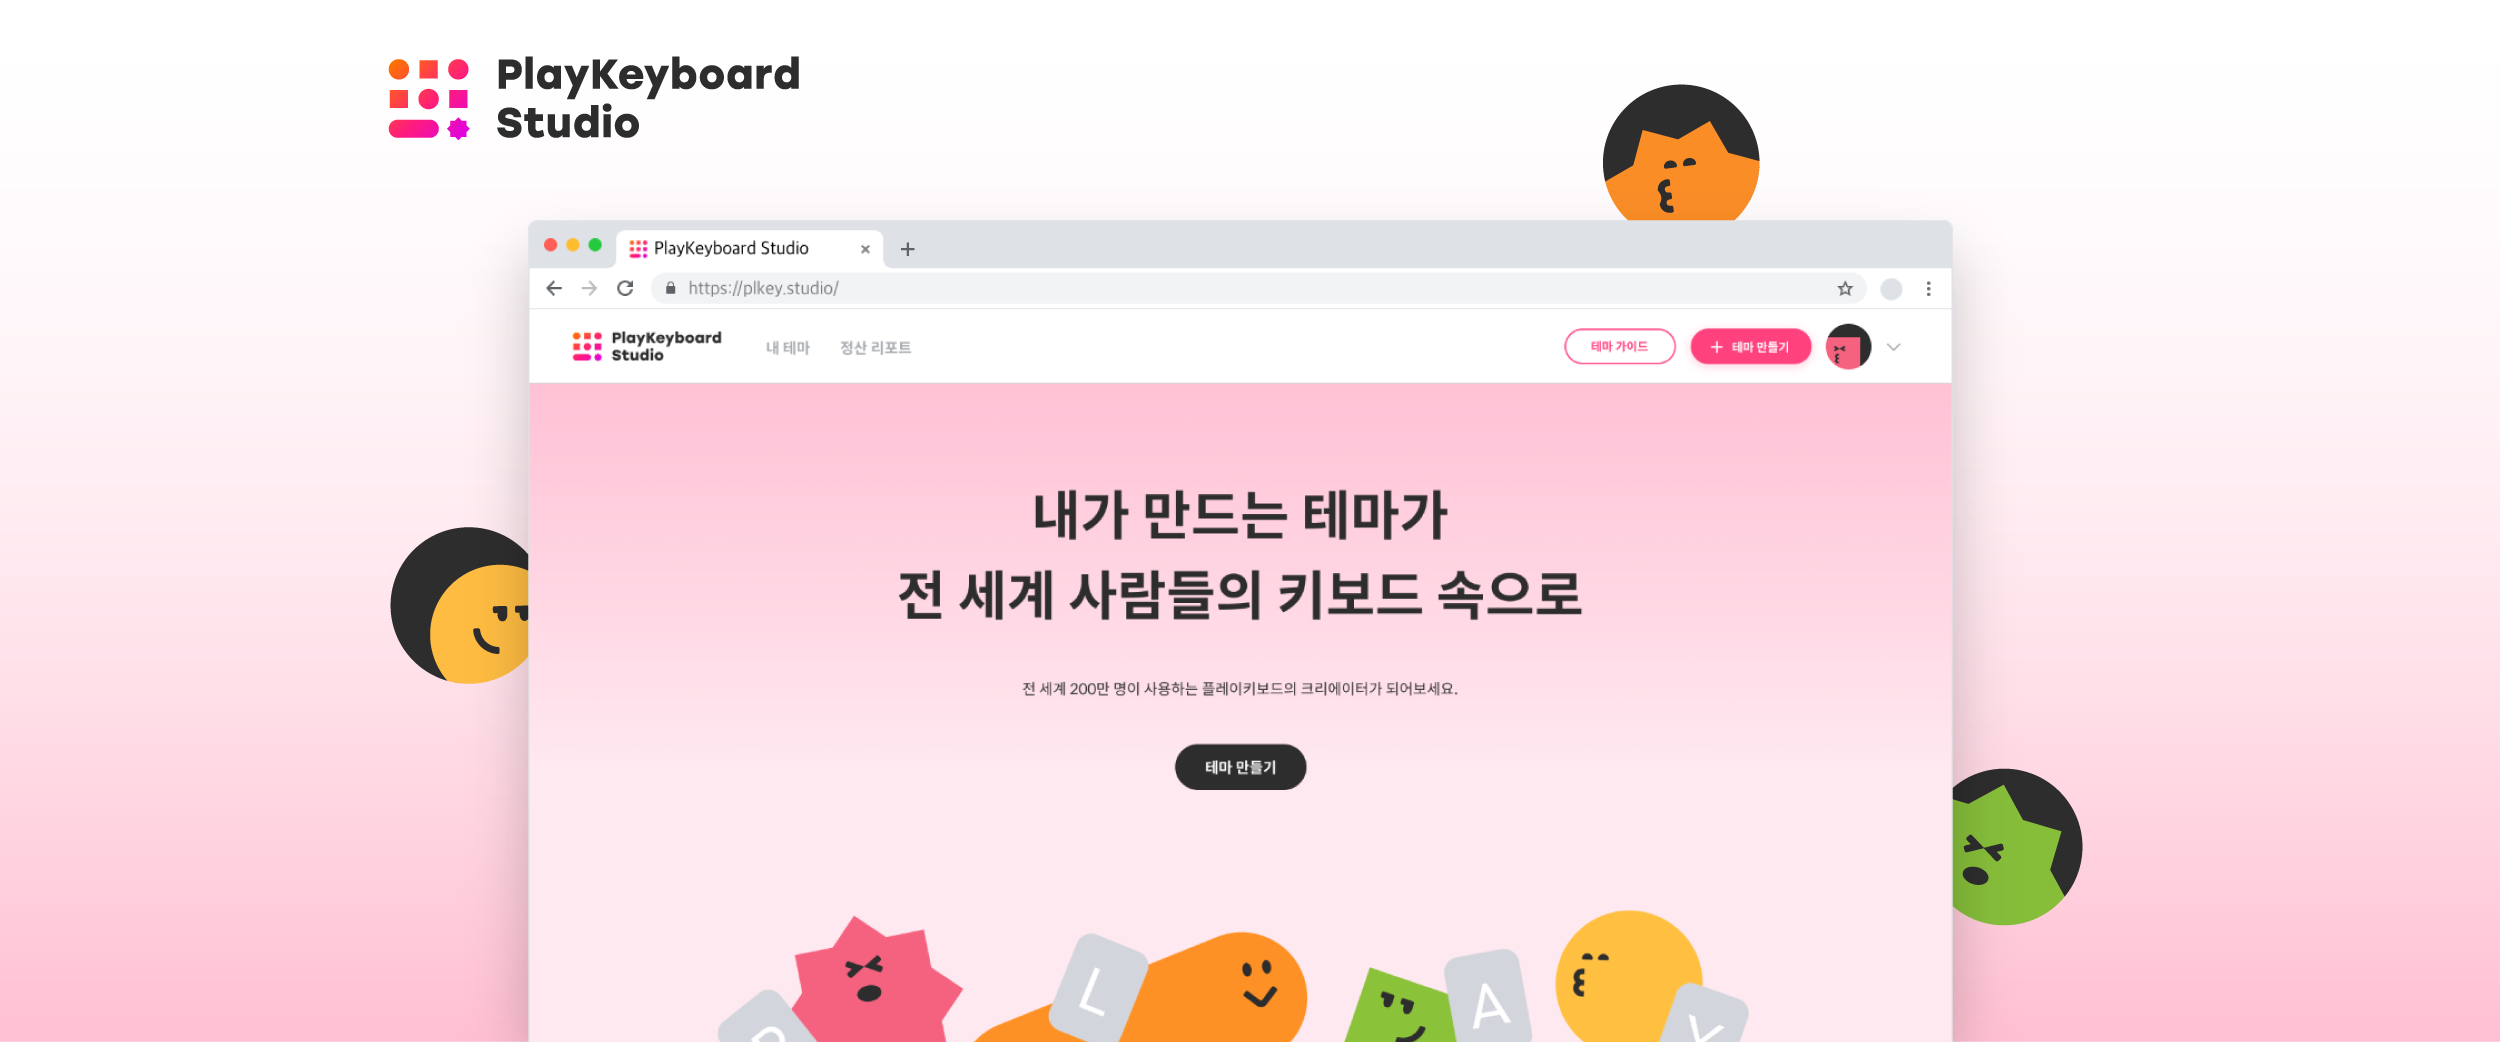 PlayKeyboard
Studio
PlayKeyboard Studio
https://plkey.studio/
PlayKeyboard
Studio
내 테마
정산 리포트
테마 가이드
+ 테마 만들기
내가 만드는 테마가
전 세계 사람들의 키보드 속으로
전 세계 200만 명이 사용하는 플레이키보드의 크리에이터가 되어보세요.
테마 만들기
P
L
A
Y